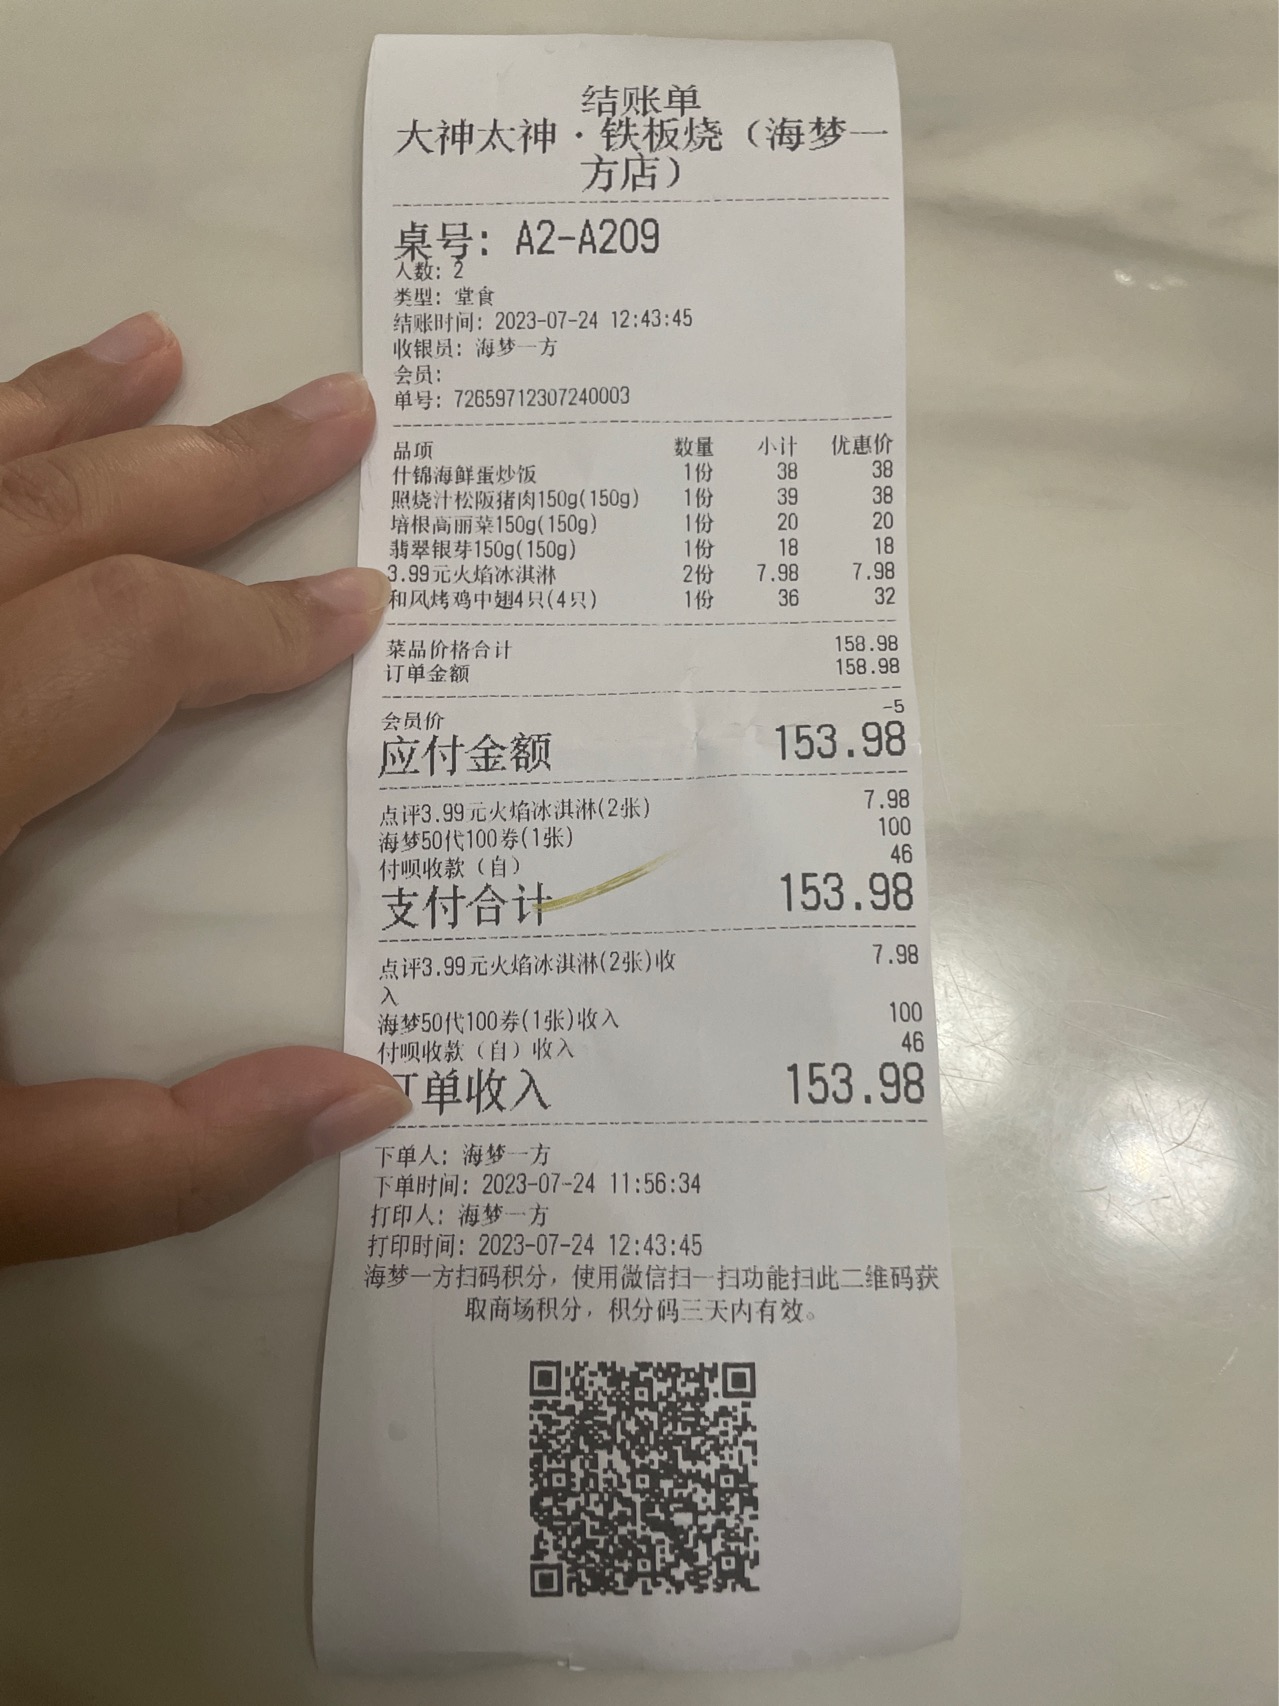 结账单
大神太神·铁板烧（海梦一
方店）
桌号: A2-A209
人数: 2
类型: 堂食
结账时间: 2023-07-24 12:43:45
收银员: 海梦一方
会员:
单号: 72659712307240003
品项 数量 小计 优惠价
什锦海鲜蛋炒饭 1份 38 38
照烧汁松阪猪肉150g(150g) 1份 39 38
培根高丽菜150g(150g) 1份 20 20
翡翠银芽150g(150g) 1份 18 18
3.99元火焰冰淇淋 2份 7.98 7.98
和风烤鸡中翅4只(4只) 1份 36 32
菜品价格合计 158.98
订单金额 158.98
会员价 -5
应付金额 153.98
点评3.99元火焰冰淇淋(2张) 7.98
海梦50代100券(1张) 100
付呗收款（自） 46
支付合计 153.98
点评3.99元火焰冰淇淋(2张)收 7.98
入
海梦50代100券(1张)收入 100
付呗收款（自）收入 46
订单收入 153.98
下单人: 海梦一方
下单时间: 2023-07-24 11:56:34
打印人: 海梦一方
打印时间: 2023-07-24 12:43:45
海梦一方扫码积分，使用微信扫一扫功能扫此二维码获
取商场积分，积分码三天内有效。